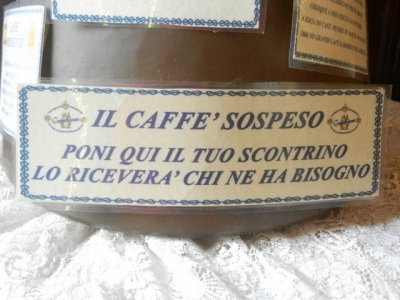 IL CAFFE' SOSPESO
PONI QUI IL TUO SCONTRINO
LO RICEVERA' CHI NE HA BISOGNO